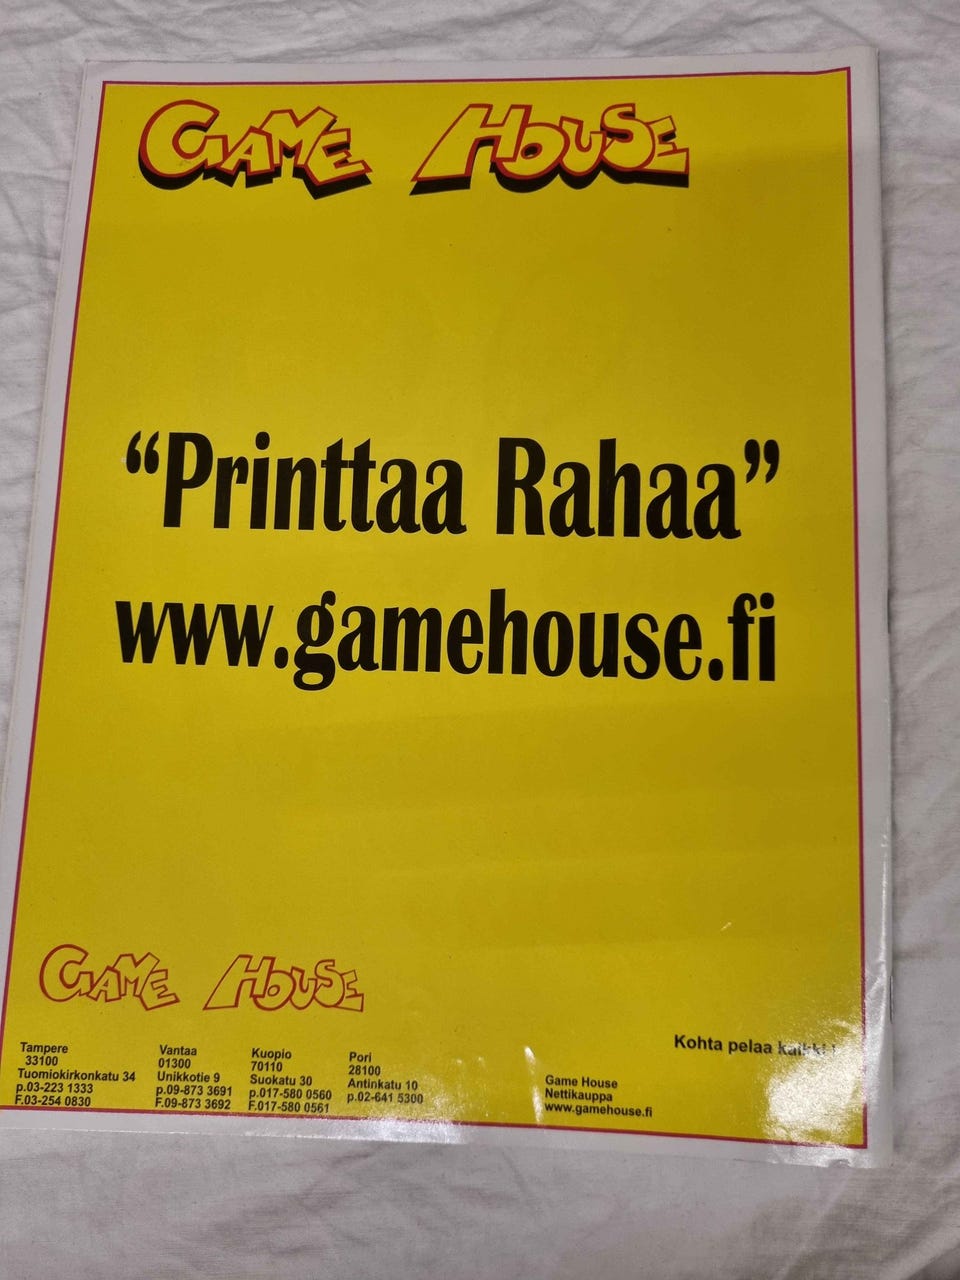 GAME HOUSE
“Printtaa Rahaa”
www.gamehouse.fi
GAME HOUSE
Kohta pelaa kaikki !
Tampere
33100
Tuomiokirkonkatu 34
p.03-223 1333
F.03-254 0830
Vantaa
01300
Unikkotie 9
p.09-873 3691
F.09-873 3692
Kuopio
70110
Suokatu 30
p.017-580 0560
F.017-580 0561
Pori
28100
Antinkatu 10
p.02-641 5300
Game House
Nettikauppa
www.gamehouse.fi